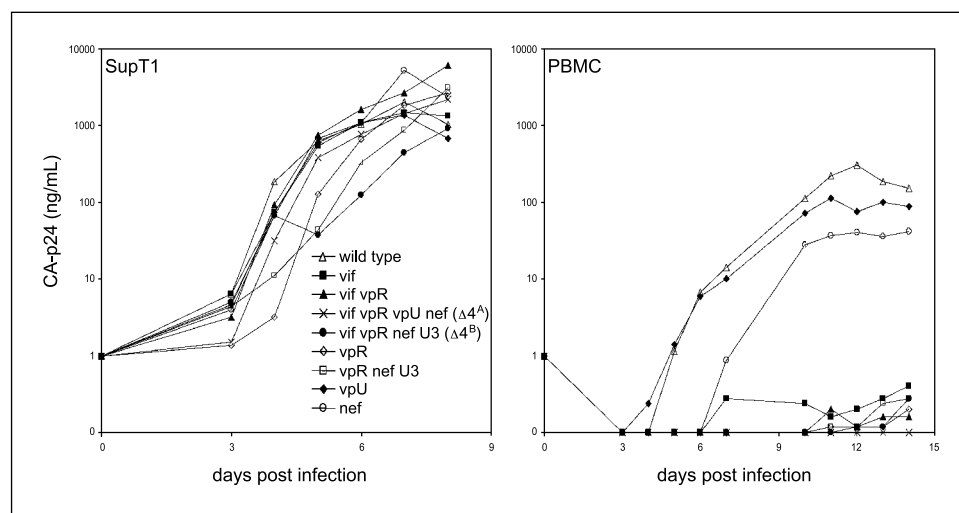 SupT1
PBMC
CA-p24 (ng/mL)
10000
1000
100
10
1
0
0
3
6
9
days post infection
wild type
vif
vif vpR
vif vpR vpU nef (Δ4ᴬ)
vif vpR nef U3 (Δ4ᴮ)
vpR
vpR nef U3
vpU
nef
10000
1000
100
10
1
0
0
3
6
9
12
15
days post infection